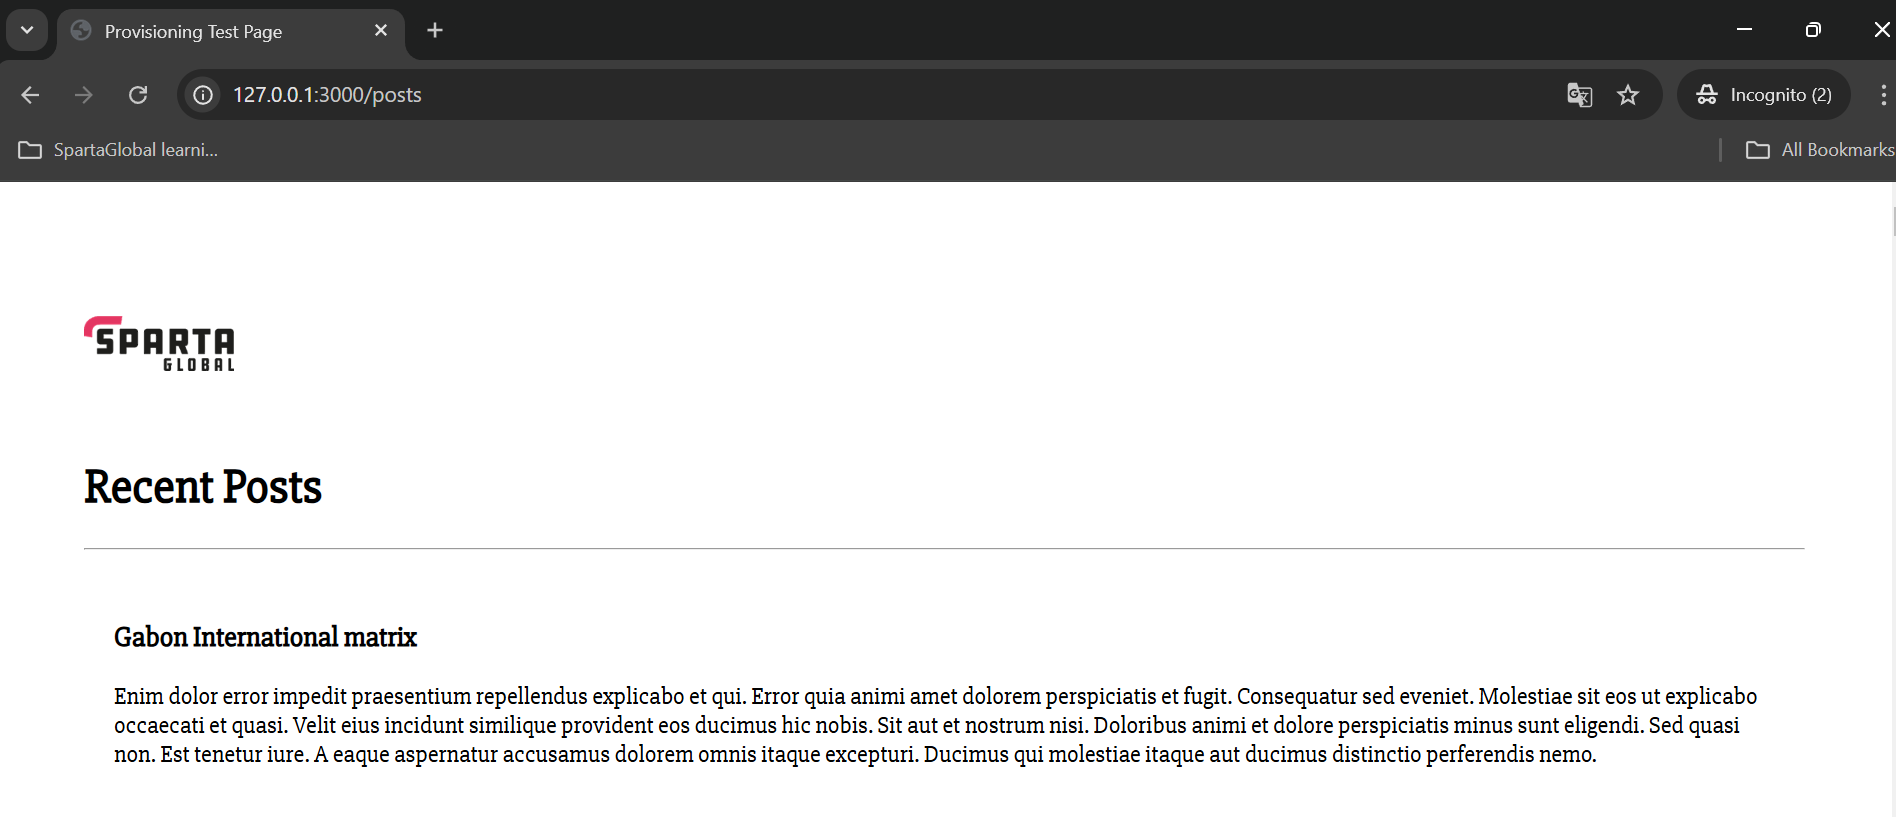 Provisioning Test Page
127.0.0.1:3000/posts
Incognito (2)
SpartaGlobal learni...
All Bookmarks
SPARTA
GLOBAL
Recent Posts
Gabon International matrix
Enim dolor error impedit praesentium repellendus explicabo et qui. Error quia animi amet dolorem perspiciatis et fugit. Consequatur sed eveniet. Molestiae sit eos ut explicabo
occaecati et quasi. Velit eius incidunt similique provident eos ducimus hic nobis. Sit aut et nostrum nisi. Doloribus animi et dolore perspiciatis minus sunt eligendi. Sed quasi
non. Est tenetur iure. A eaque aspernatur accusamus dolorem omnis itaque excepturi. Ducimus qui molestiae itaque aut ducimus distinctio perferendis nemo.